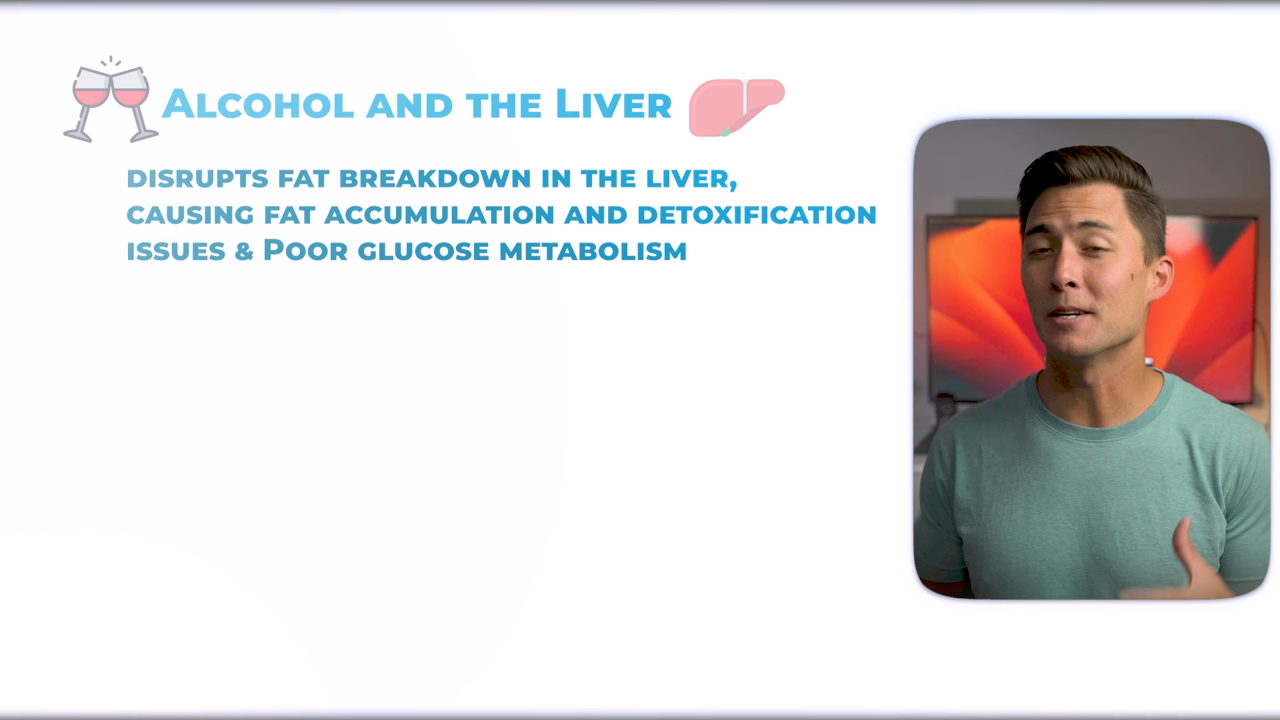 Alcohol and the Liver
disrupts fat breakdown in the liver,
causing fat accumulation and detoxification
issues & Poor glucose metabolism